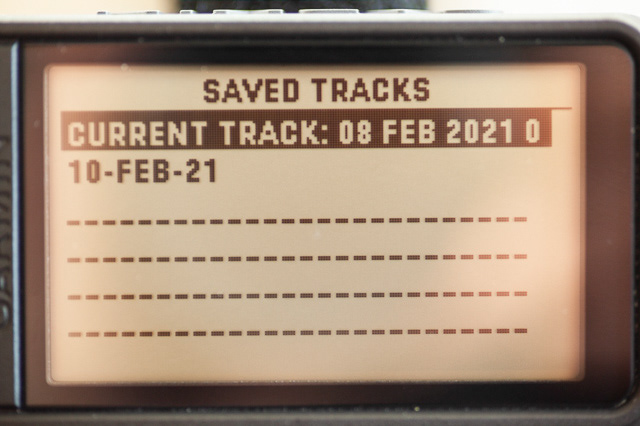 SAVED TRACKS
CURRENT TRACK: 08 FEB 2021 0
10-FEB-21